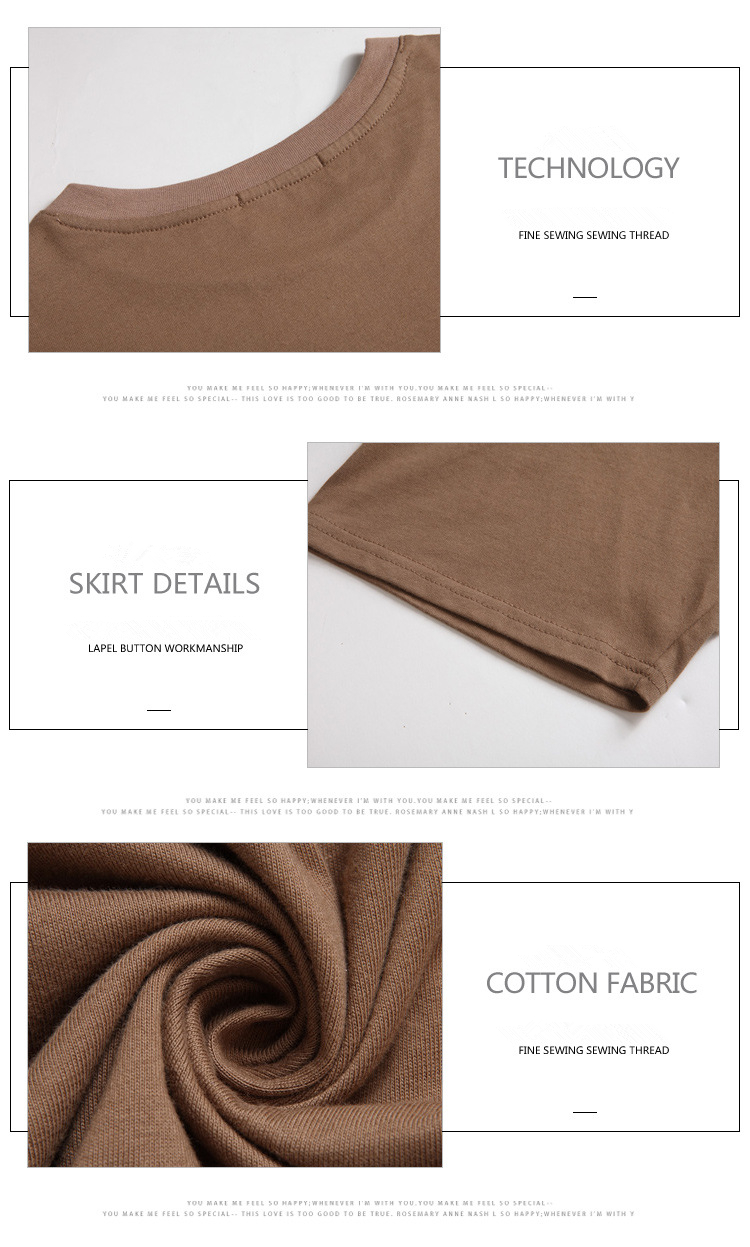 TECHNOLOGY
FINE SEWING SEWING THREAD
YOU MAKE ME FEEL SO HAPPY;WHENEVER I'M WITH YOU.YOU MAKE ME FEEL SO SPECIAL--
YOU MAKE ME FEEL SO SPECIAL-- THIS LOVE IS TOO GOOD TO BE TRUE. ROSEMARY ANNE NASH L SO HAPPY;WHENEVER I'M WITH Y
SKIRT DETAILS
LAPEL BUTTON WORKMANSHIP
YOU MAKE ME FEEL SO HAPPY;WHENEVER I'M WITH YOU.YOU MAKE ME FEEL SO SPECIAL--
YOU MAKE ME FEEL SO SPECIAL-- THIS LOVE IS TOO GOOD TO BE TRUE. ROSEMARY ANNE NASH L SO HAPPY;WHENEVER I'M WITH Y
COTTON FABRIC
FINE SEWING SEWING THREAD
YOU MAKE ME FEEL SO HAPPY;WHENEVER I'M WITH YOU.YOU MAKE ME FEEL SO SPECIAL--
YOU MAKE ME FEEL SO SPECIAL-- THIS LOVE IS TOO GOOD TO BE TRUE. ROSEMARY ANNE NASH L SO HAPPY;WHENEVER I'M WITH Y